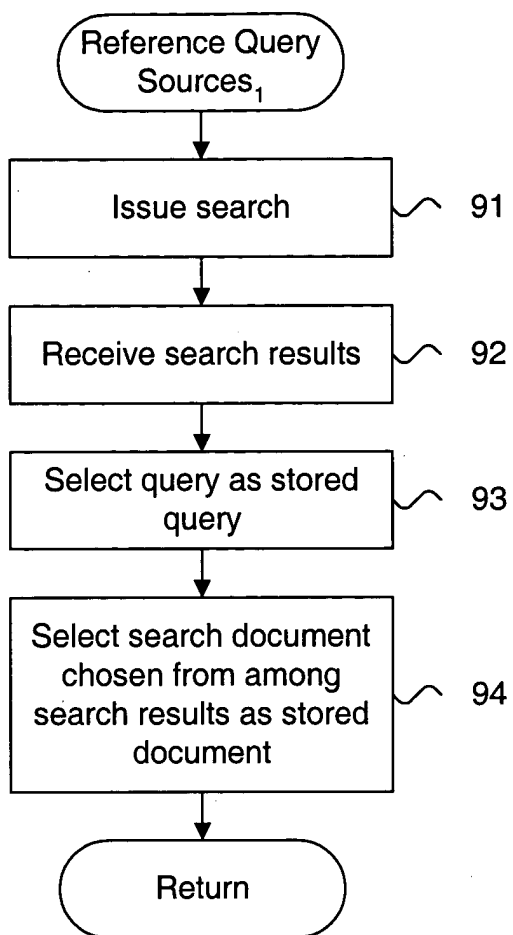 Reference Query
Sources1
Issue search
91
Receive search results
92
Select query as stored
query
93
Select search document
chosen from among
search results as stored
document
94
Return